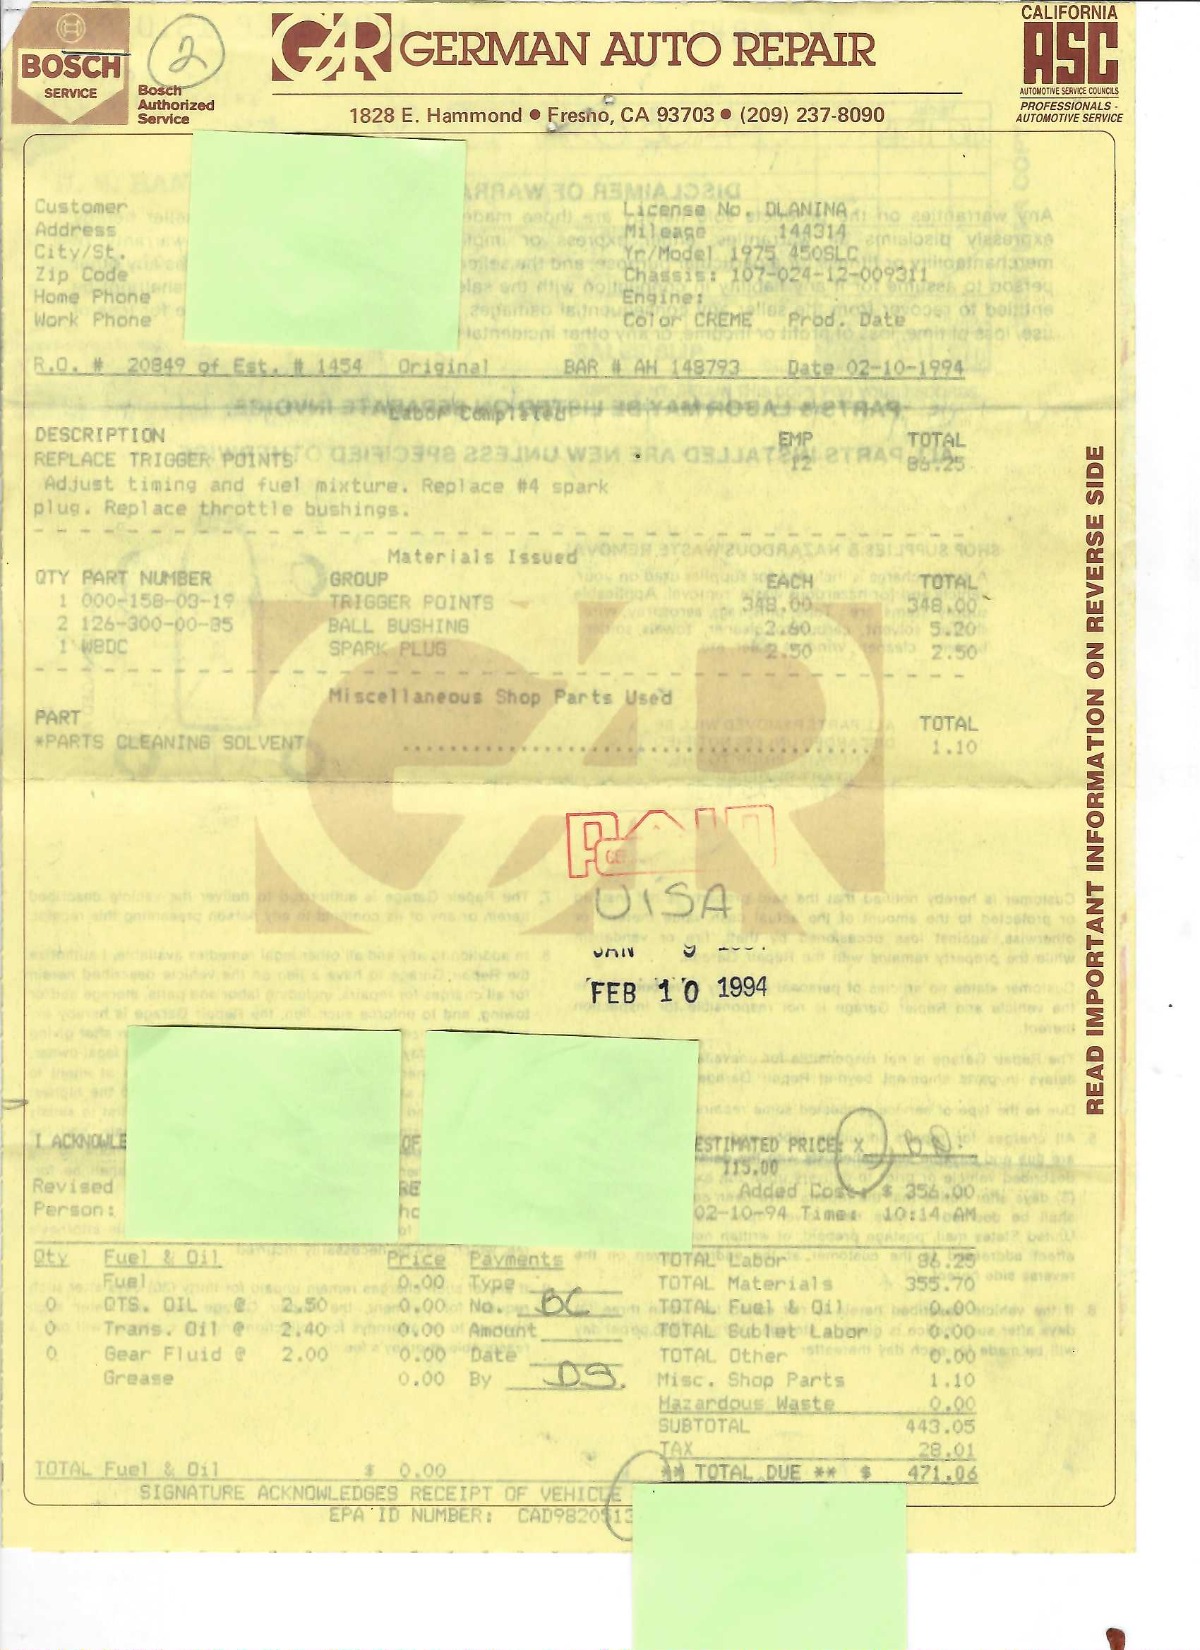 BOSCH
SERVICE
Bosch
Authorized
Service
2
GR GERMAN AUTO REPAIR
1828 E. Hammond ● Fresno, CA 93703 ● (209) 237-8090
CALIFORNIA
ASC
AUTOMOTIVE SERVICE COUNCILS
PROFESSIONALS -
AUTOMOTIVE SERVICE
Customer
Address
City/St.
Zip Code
Home Phone
Work Phone
License No. DLANINA
Mileage 144314
Yr/Model 1975 450SLC
Chassis: 107-024-12-009311
Engine:
Color CREME Prod. Date
R.O. # 20849 of Est. # 1454 Original BAR # AH 148793 Date 02-10-1994
Labor Completed
DESCRIPTION EMP TOTAL
REPLACE TRIGGER POINTS 12 86.25
Adjust timing and fuel mixture. Replace #4 spark
plug. Replace throttle bushings.
Materials Issued
QTY PART NUMBER GROUP EACH TOTAL
1 000-158-03-19 TRIGGER POINTS 348.00 348.00
2 126-300-00-85 BALL BUSHING 2.60 5.20
1 W8DC SPARK PLUG 2.50 2.50
Miscellaneous Shop Parts Used
PART TOTAL
*PARTS CLEANING SOLVENT 1.10
PAID
VISA
JAN 9
FEB 10 1994
READ IMPORTANT INFORMATION ON REVERSE SIDE
I ACKNOWLE OF ESTIMATED PRICE: X
115.00
Revised RE Added Cost: $ 356.00
Person: 02-10-94 Time: 10:14 AM
Qty Fuel & Oil Price Payments
Fuel 0.00 Type
0 QTS. OIL @ 2.50 0.00 No. BC
0 Trans. Oil @ 2.40 0.00 Amount
0 Gear Fluid @ 2.00 0.00 Date
Grease 0.00 By DS.
TOTAL Fuel & Oil $ 0.00
TOTAL Labor 86.25
TOTAL Materials 355.70
TOTAL Fuel & Oil 0.00
TOTAL Sublet Labor 0.00
TOTAL Other 0.00
Misc. Shop Parts 1.10
Hazardous Waste 0.00
SUBTOTAL 443.05
TAX 28.01
** TOTAL DUE ** $ 471.06
SIGNATURE ACKNOWLEDGES RECEIPT OF VEHICLE
EPA ID NUMBER: CAD9820513